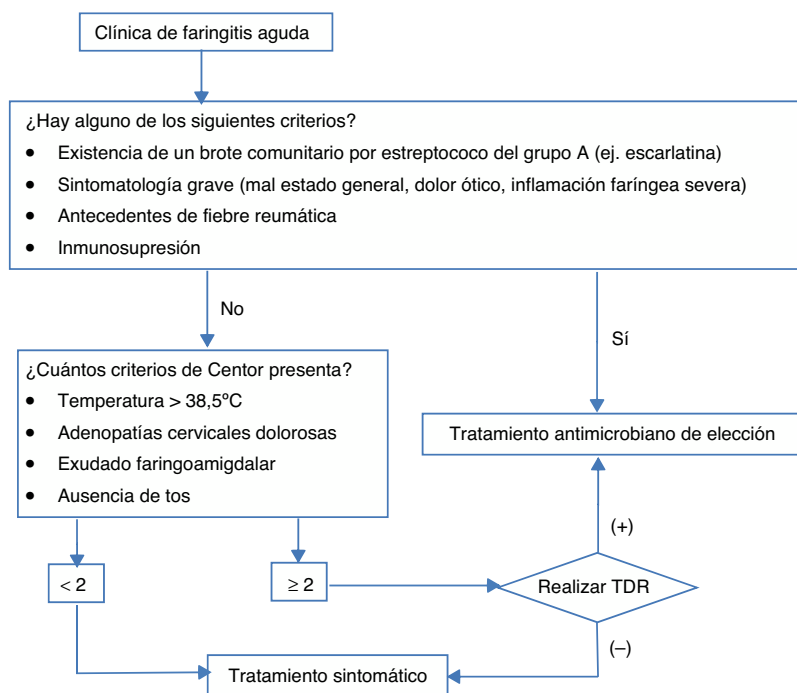 Clínica de faringitis aguda
¿Hay alguno de los siguientes criterios?
• Existencia de un brote comunitario por estreptococo del grupo A (ej. escarlatina)
• Sintomatología grave (mal estado general, dolor ótico, inflamación faríngea severa)
• Antecedentes de fiebre reumática
• Inmunosupresión
No
Sí
¿Cuántos criterios de Centor presenta?
• Temperatura > 38,5ºC
• Adenopatías cervicales dolorosas
• Exudado faringoamigdalar
• Ausencia de tos
Tratamiento antimicrobiano de elección
(+)
< 2
≥ 2
Realizar TDR
(–)
Tratamiento sintomático